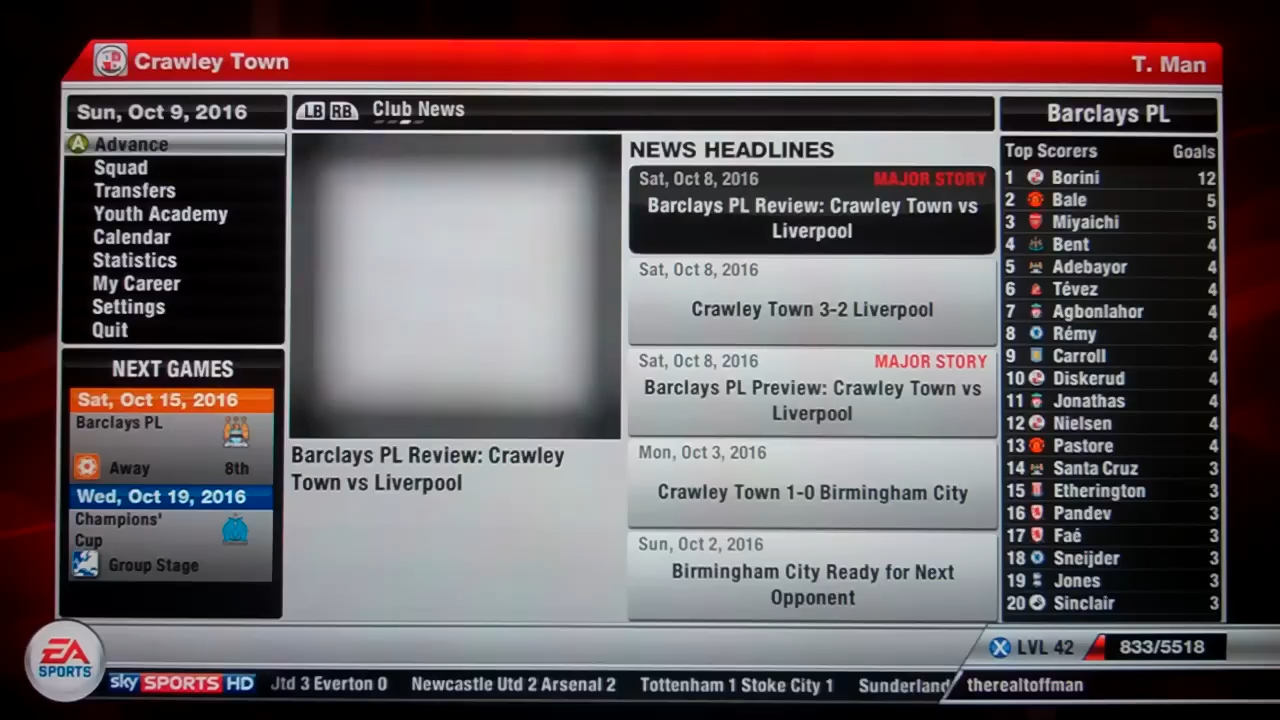 Crawley Town
T. Man
Sun, Oct 9, 2016
A Advance
Squad
Transfers
Youth Academy
Calendar
Statistics
My Career
Settings
Quit
NEXT GAMES
Sat, Oct 15, 2016
Barclays PL
Away 8th
Wed, Oct 19, 2016
Champions'
Cup
Group Stage
LB RB Club News
Barclays PL Review: Crawley
Town vs Liverpool
NEWS HEADLINES
Sat, Oct 8, 2016 MAJOR STORY
Barclays PL Review: Crawley Town vs
Liverpool
Sat, Oct 8, 2016
Crawley Town 3-2 Liverpool
Sat, Oct 8, 2016 MAJOR STORY
Barclays PL Preview: Crawley Town vs
Liverpool
Mon, Oct 3, 2016
Crawley Town 1-0 Birmingham City
Sun, Oct 2, 2016
Birmingham City Ready for Next
Opponent
Barclays PL
Top Scorers Goals
1 Borini 12
2 Bale 5
3 Miyaichi 5
4 Bent 4
5 Adebayor 4
6 Tévez 4
7 Agbonlahor 4
8 Rémy 4
9 Carroll 4
10 Diskerud 4
11 Jonathas 4
12 Nielsen 4
13 Pastore 4
14 Santa Cruz 3
15 Etherington 3
16 Pandev 3
17 Faé 3
18 Sneijder 3
19 Jones 3
20 Sinclair 3
X LVL 42 833/5518
EA
SPORTS
sky SPORTS HD Jtd 3 Everton 0 Newcastle Utd 2 Arsenal 2 Tottenham 1 Stoke City 1 Sunderland
therealtoffman